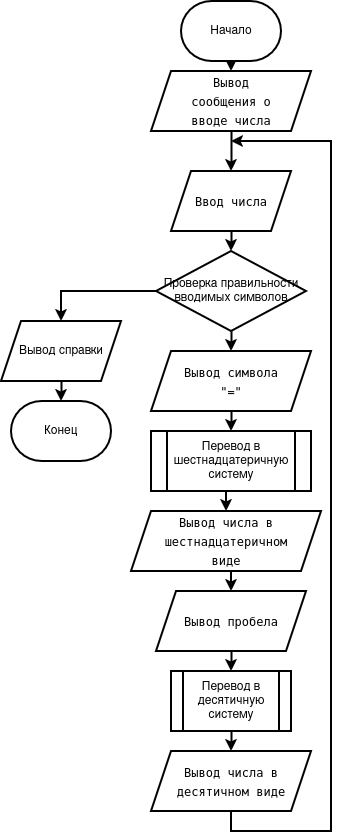 Начало
Вывод
сообщения о
вводе числа
Ввод числа
Проверка правильности
вводимых символов
Вывод справки
Вывод символа
"="
Конец
Перевод в
шестнадцатеричную
систему
Вывод числа в
шестнадцатеричном
виде
Вывод пробела
Перевод в
десятичную
систему
Вывод числа в
десятичном виде